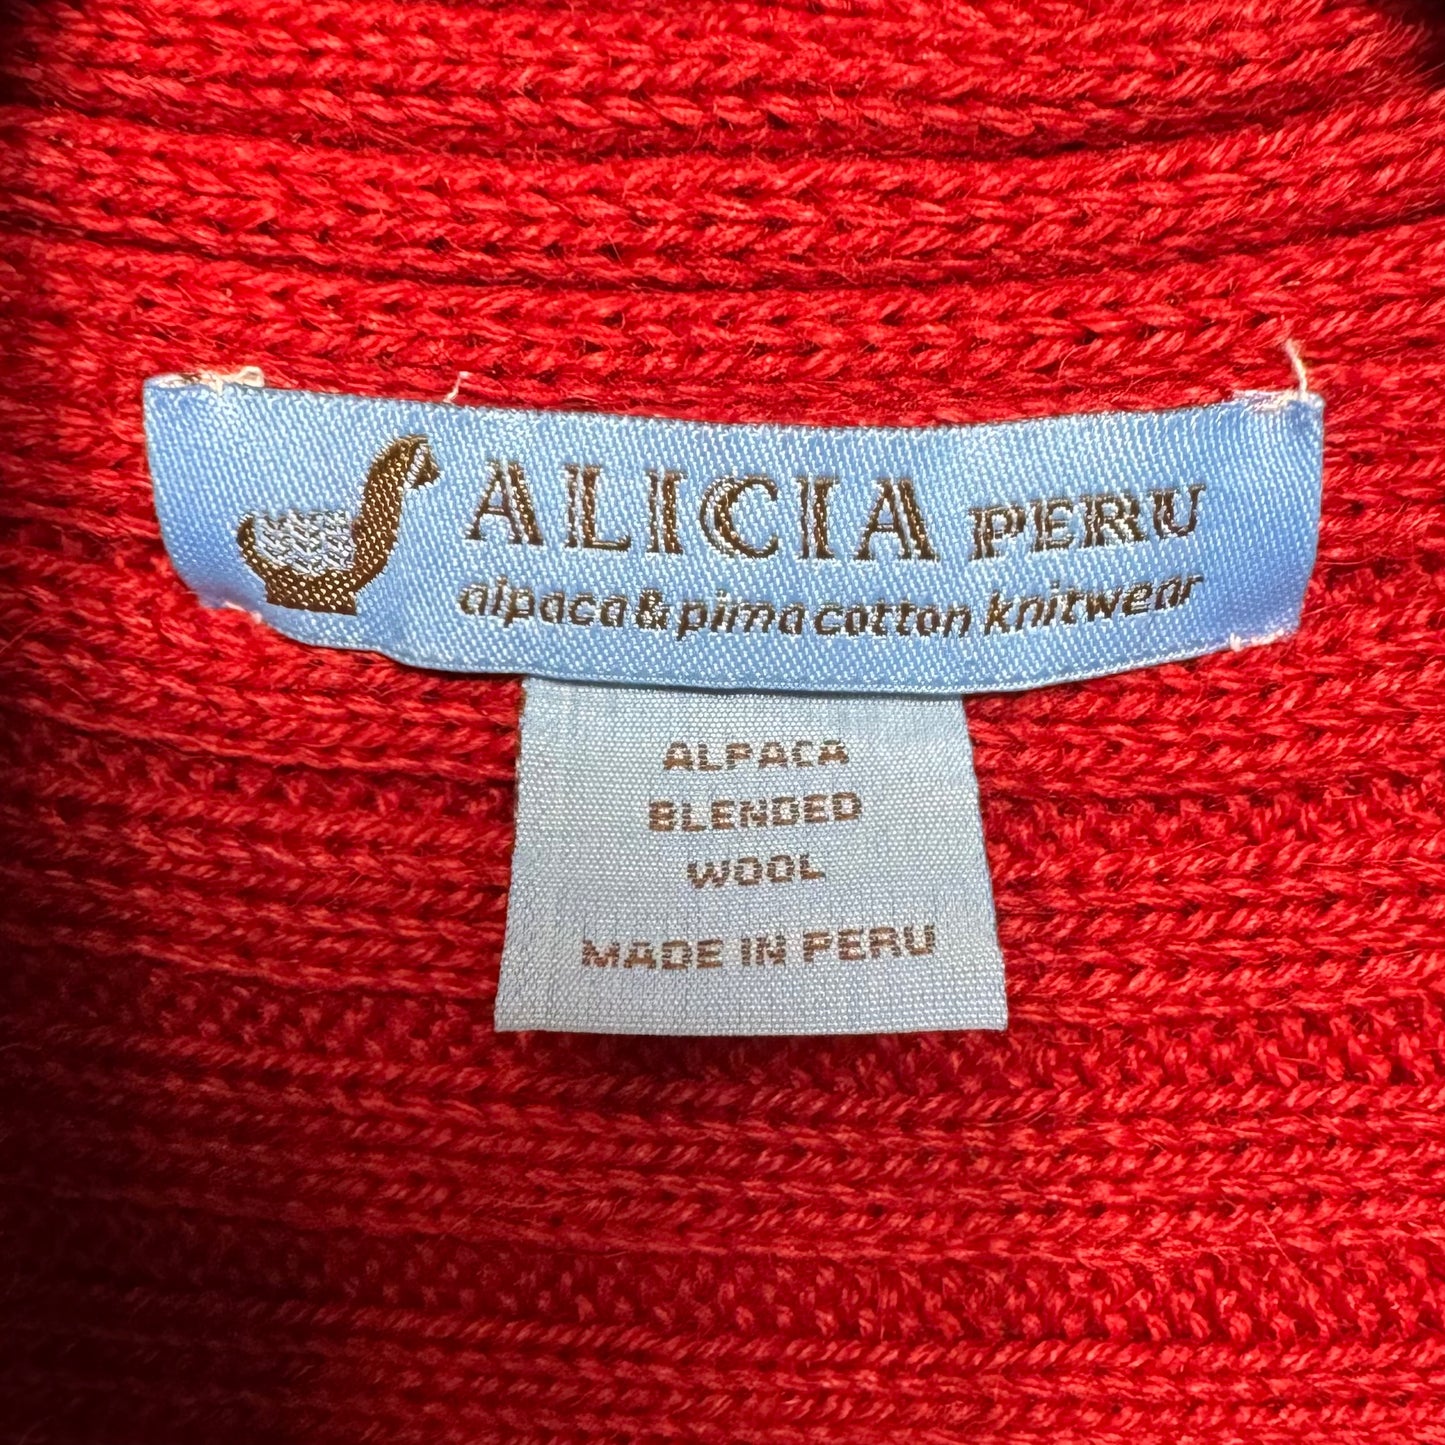 ALICIA PERU
alpaca & pima cotton knitwear
ALPACA
BLENDED
WOOL
MADE IN PERU